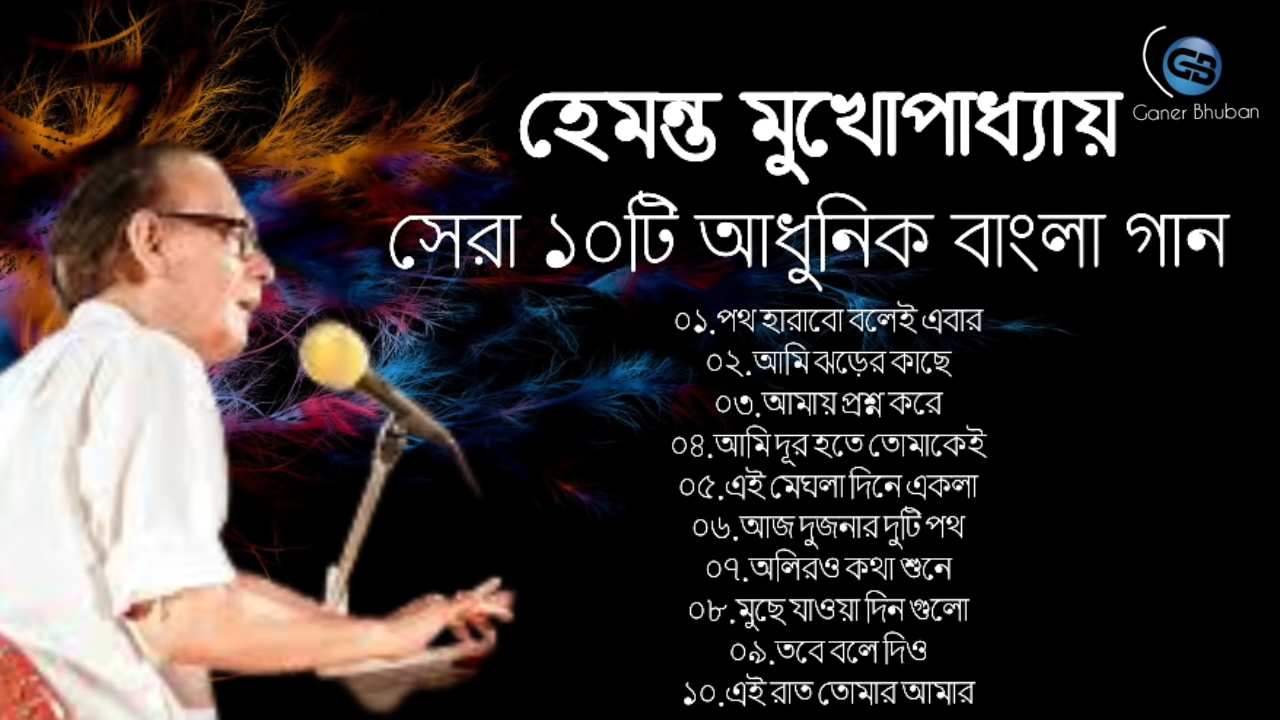 GB
Ganer Bhuban
হেমন্ত মুখোপাধ্যায়
সেরা ১০টি আধুনিক বাংলা গান
০১.পথ হারাবো বলেই এবার
০২.আমি ঝড়ের কাছে
০৩.আমায় প্রশ্ন করে
০৪.আমি দূর হতে তোমাকেই
০৫.এই মেঘলা দিনে একলা
০৬.আজ দুজনার দুটি পথ
০৭.অলিরও কথা শুনে
০৮.মুছে যাওয়া দিন গুলো
০৯.তবে বলে দিও
১০.এই রাত তোমার আমার